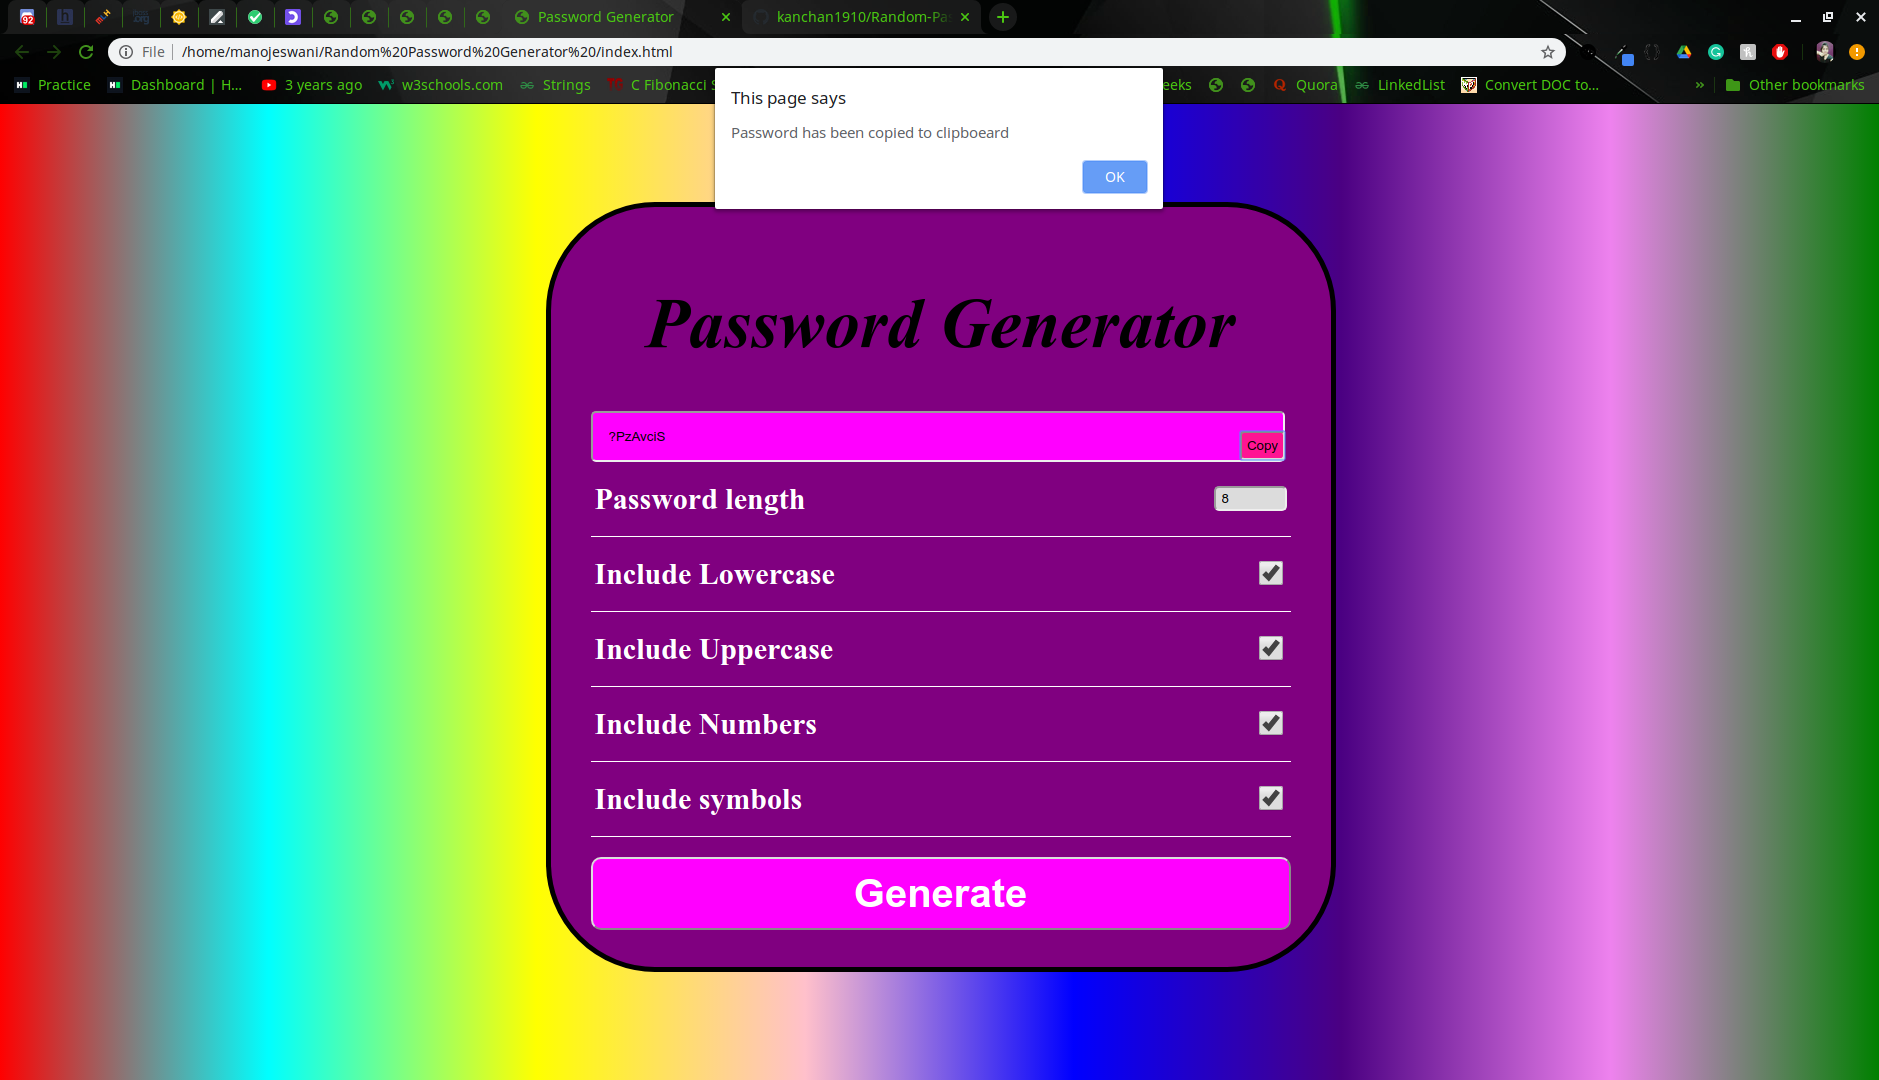 92
Password Generator
kanchan1910/Random-Pa
File
/home/manojeswani/Random%20Password%20Generator%20/index.html
Practice
Dashboard | H...
3 years ago
w3schools.com
Strings
C Fibonacci S
eeks
Quora
LinkedList
Convert DOC to...
»
Other bookmarks
This page says
Password has been copied to clipboeard
OK
Password Generator
?PzAvciS
Copy
Password length
8
Include Lowercase
Include Uppercase
Include Numbers
Include symbols
Generate